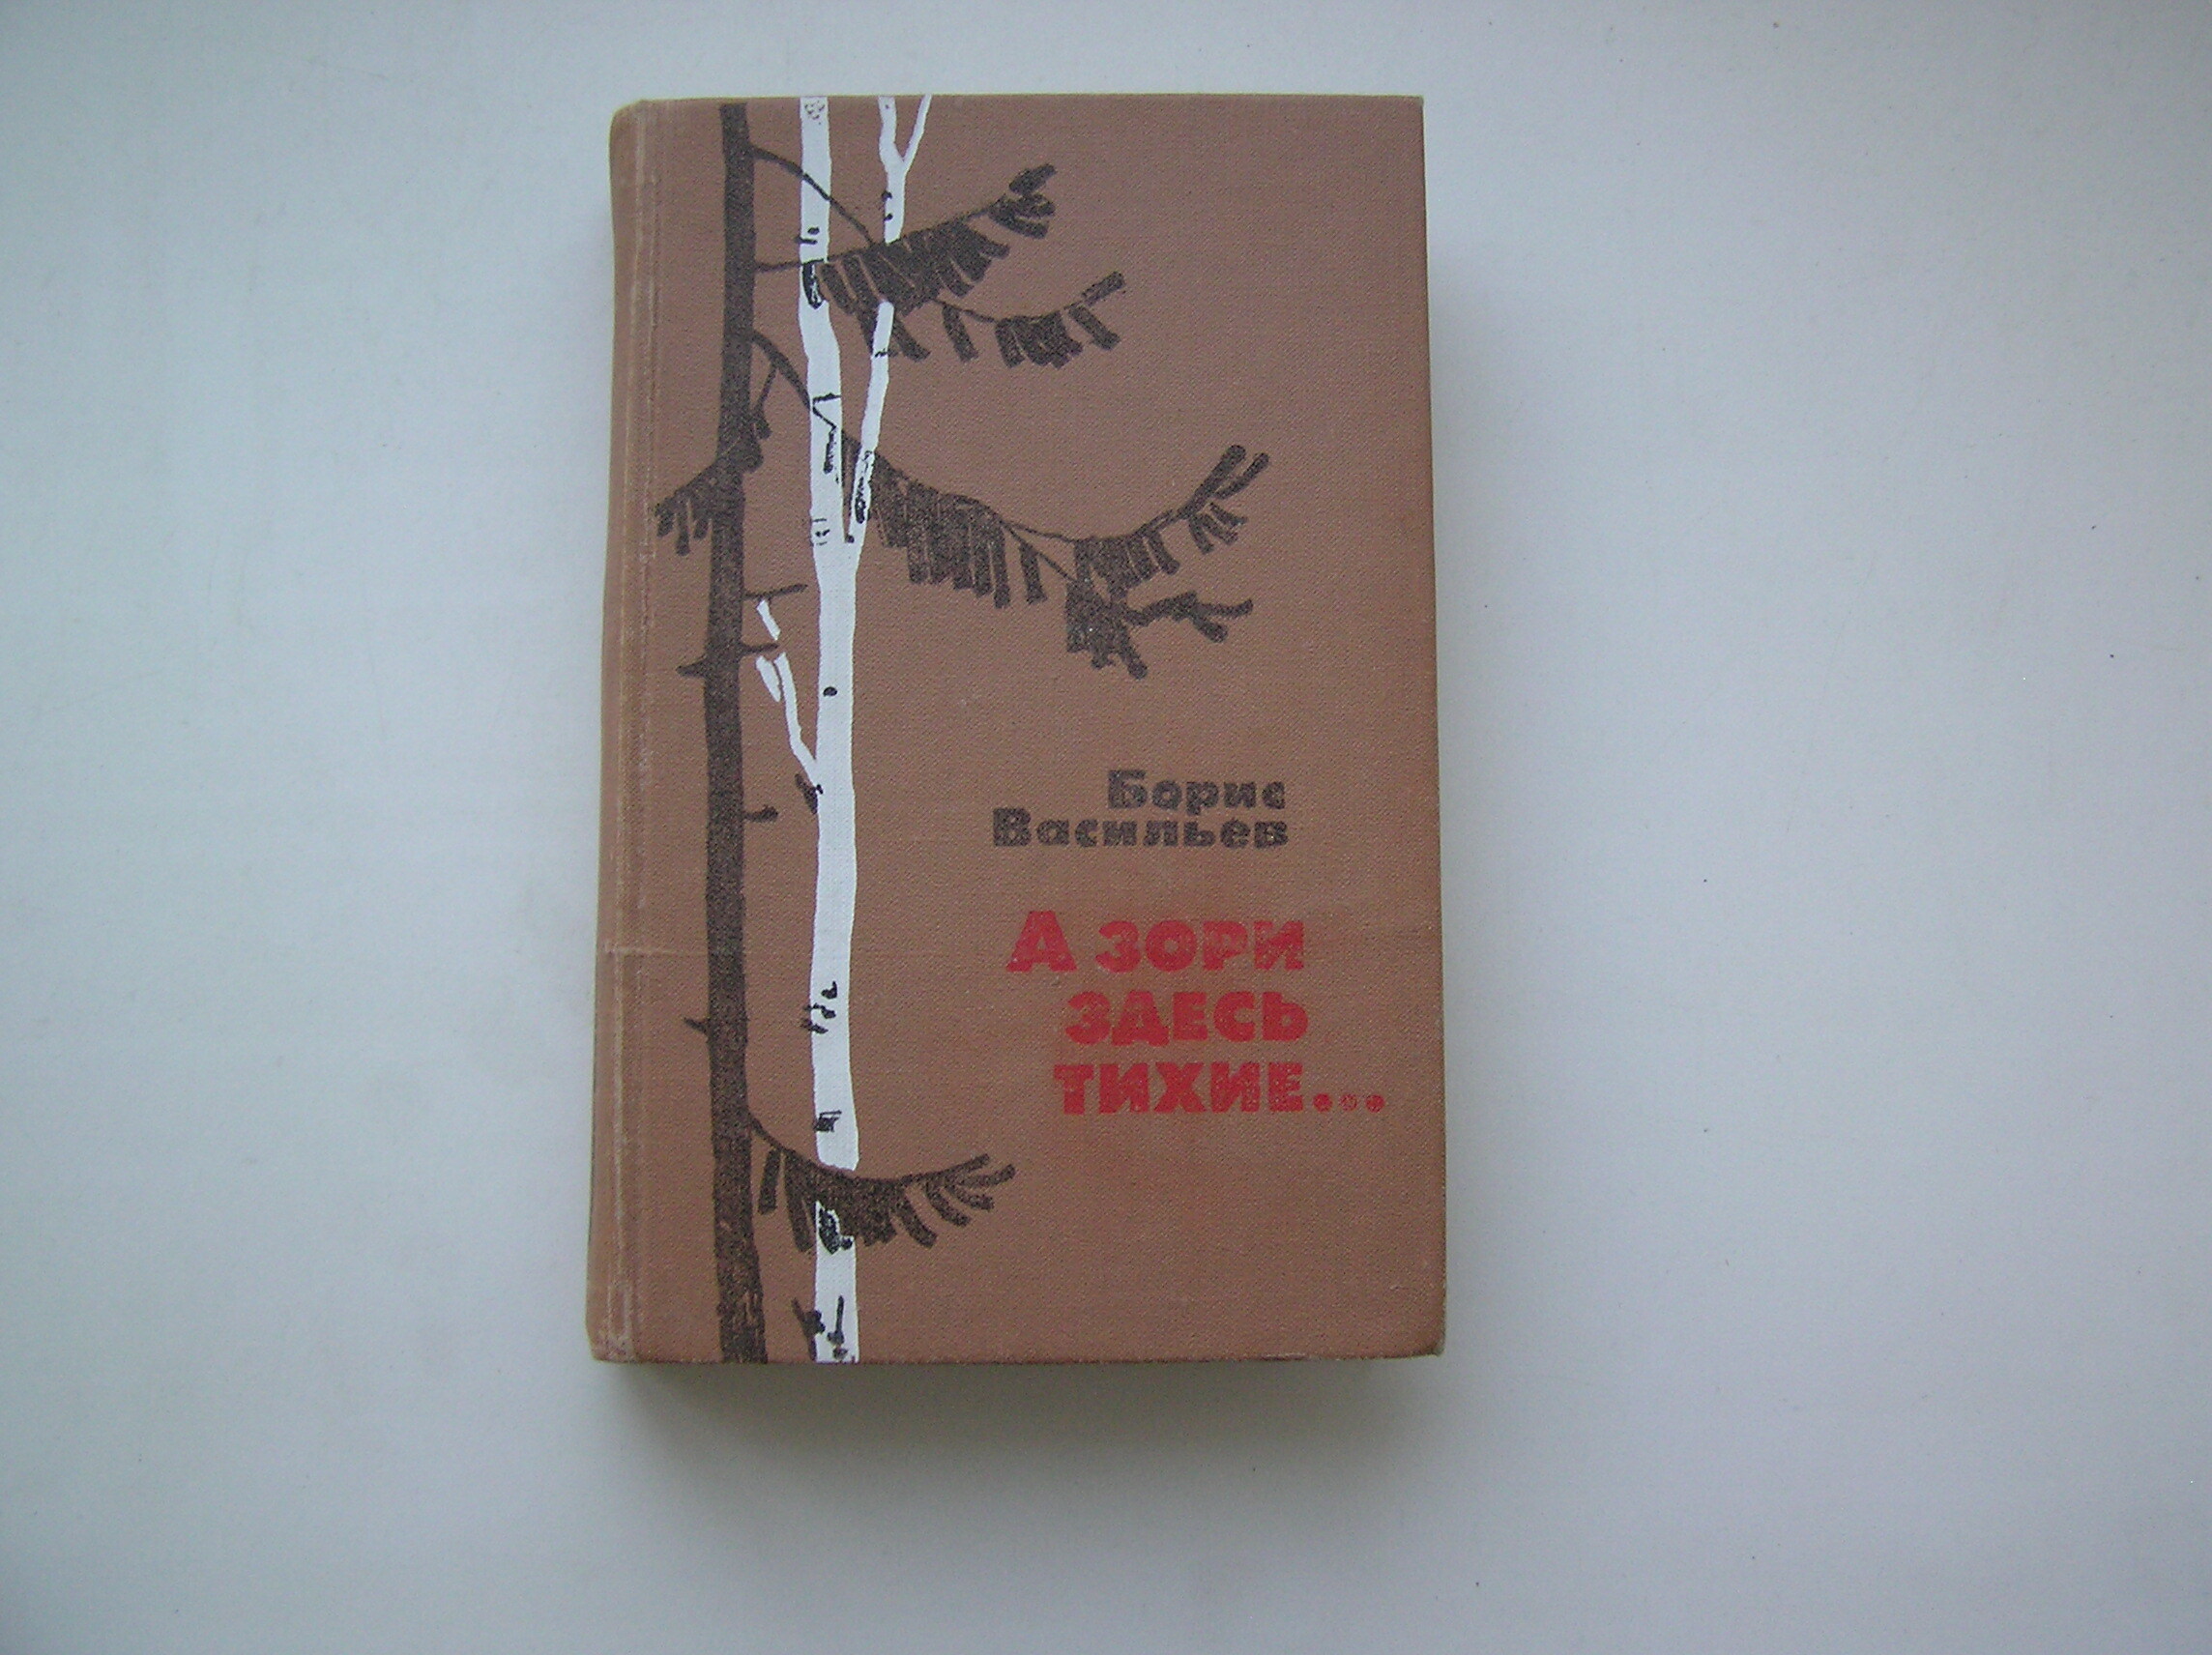 Борис
Васильев
А зори
здесь
тихие...